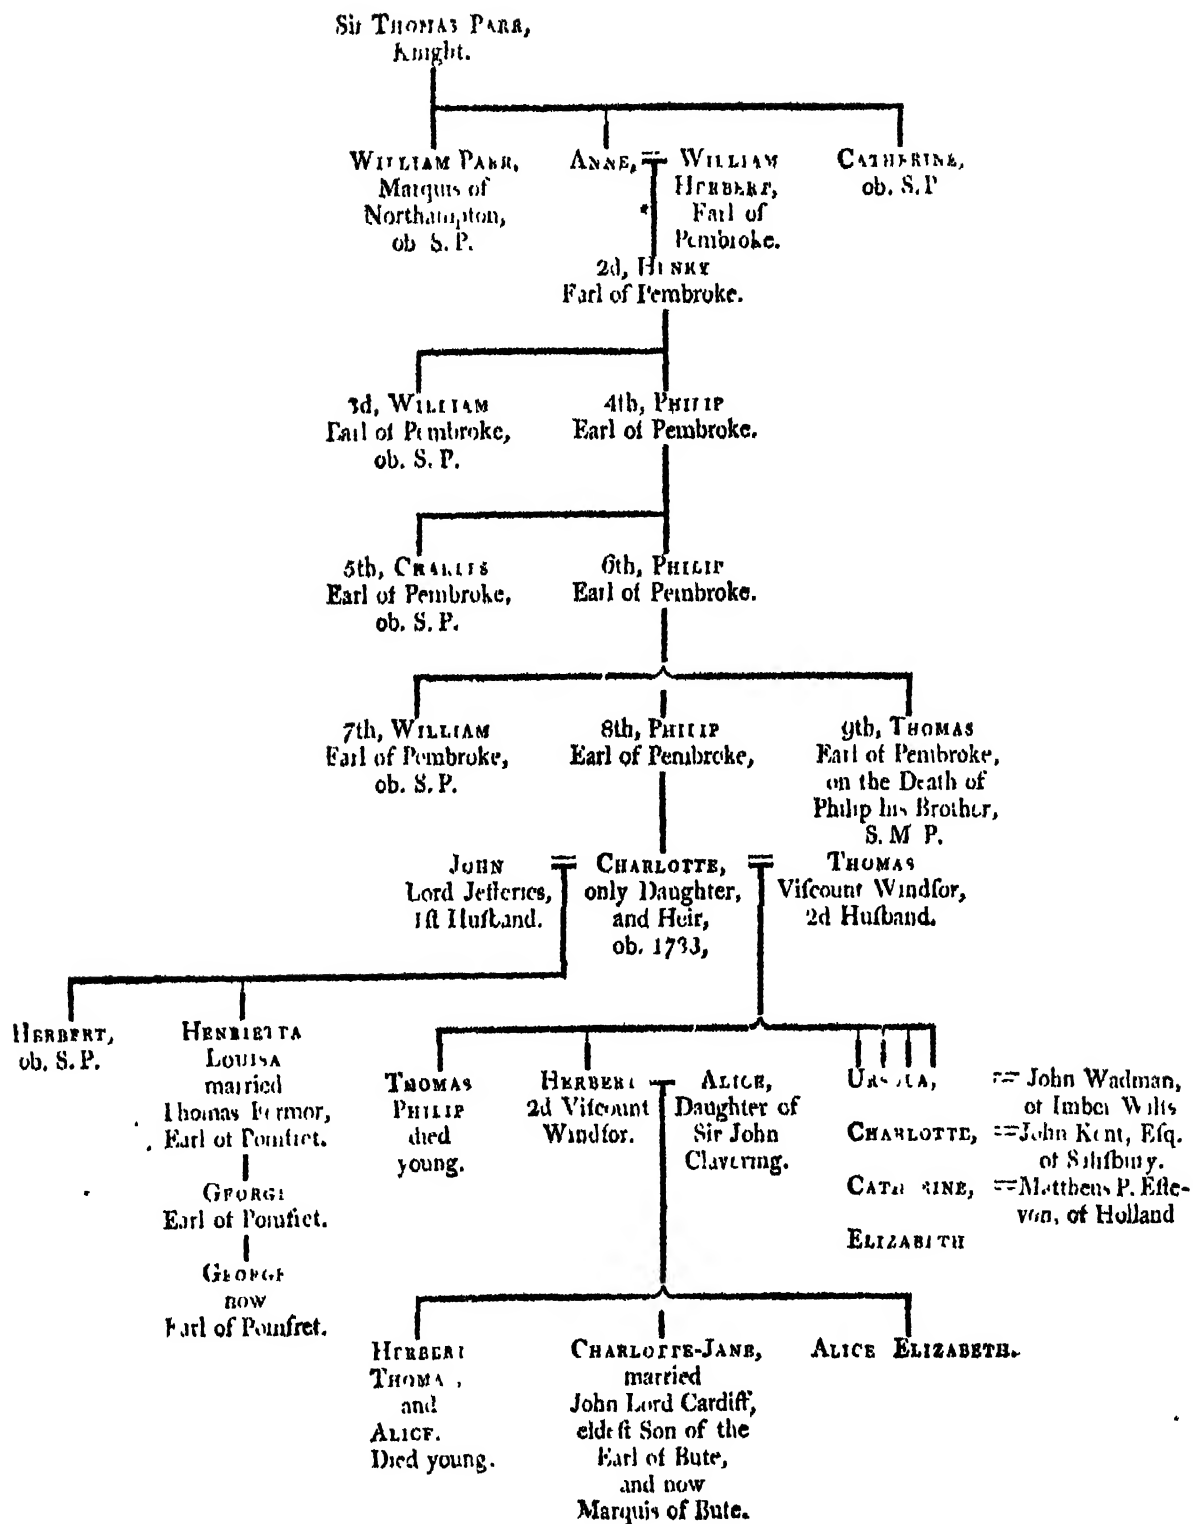 Sir THOMAS PARR,
Knight.
WILLIAM PARR,
Marquis of
Northampton,
ob S. P.
ANNE, = WILLIAM
HERBERT,
Earl of
Pembroke.
CATHERINE,
ob. S. P
2d, HENRY
Earl of Pembroke.
3d, WILLIAM
Earl of Pembroke,
ob. S. P.
4th, PHILIP
Earl of Pembroke.
5th, CHARLES
Earl of Pembroke,
ob. S. P.
6th, PHILIP
Earl of Pembroke.
7th, WILLIAM
Earl of Pembroke,
ob. S. P.
8th, PHILIP
Earl of Pembroke,
9th, THOMAS
Earl of Pembroke,
on the Death of
Philip his Brother,
S. M P.
JOHN
Lord Jefferies,
1ſt Huſband.
= CHARLOTTE, =
only Daughter,
and Heir,
ob. 1733,
THOMAS
Viſcount Windſor,
2d Huſband.
HERBERT,
ob. S. P.
HENRIETTA
LOUISA
married
Thomas Fermor,
Earl of Pomfret.
GEORGE
Earl of Pomfret.
GEORGE
now
Earl of Pomfret.
THOMAS
PHILIP
died
young.
HERBERT
2d Viſcount
Windſor.
= ALICE,
Daughter of
Sir John
Clavering.
URSULA, = John Wadman,
of Imber Wilts
CHARLOTTE, = John Kent, Eſq.
of Saliſbury.
CATHERINE, = Matthews P. Eſte-
von, of Holland
ELIZABETH
HERBERT
THOMAS,
and
ALICE.
Died young.
CHARLOTTE-JANE,
married
John Lord Cardiff,
eldeſt Son of the
Earl of Bute,
and now
Marquis of Bute.
ALICE ELIZABETH.